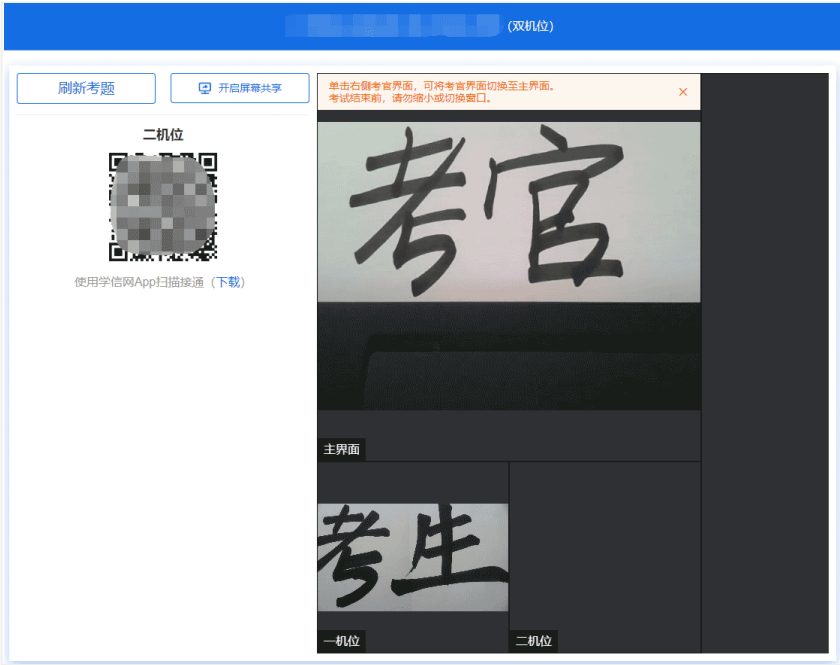 (双机位)
刷新考题
开启屏幕共享
二机位
使用学信网App扫描接通（下载）
单击右侧考官界面，可将考官界面切换至主界面。
考试结束前，请勿缩小或切换窗口。
考官
主界面
考生
一机位
二机位